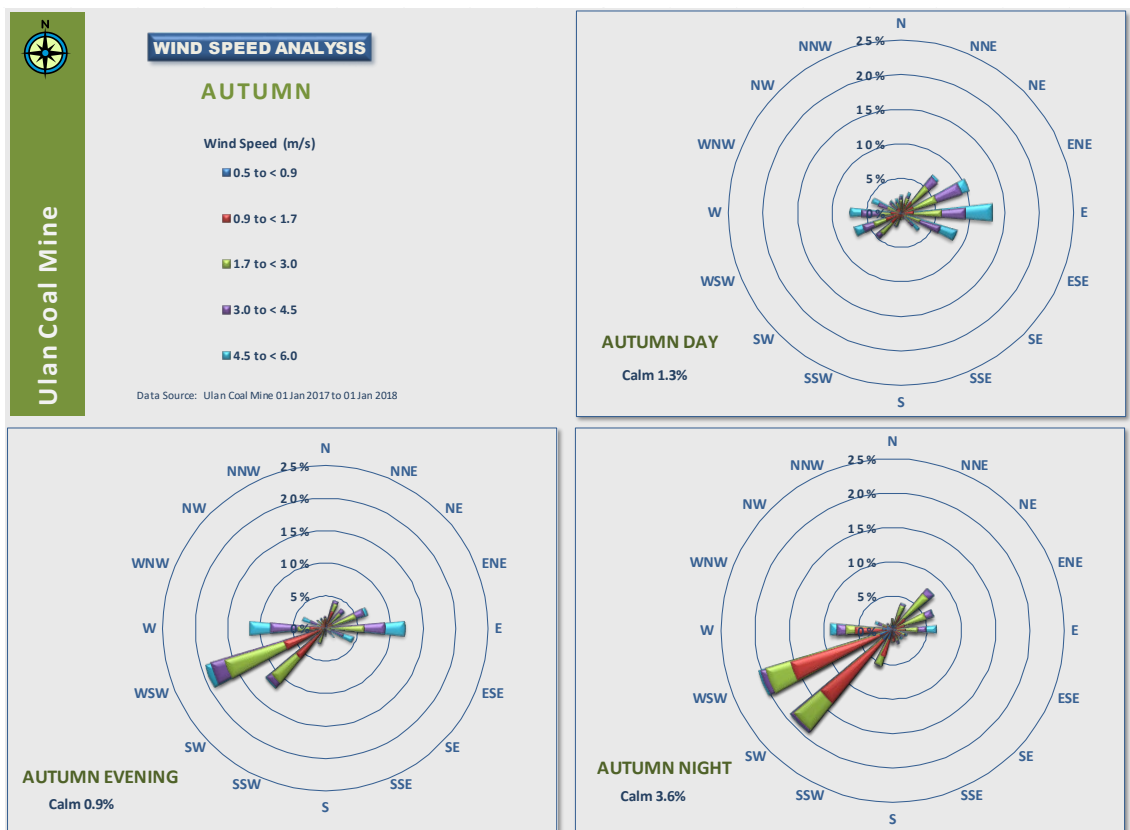 N
WIND SPEED ANALYSIS
AUTUMN
Wind Speed (m/s)
0.5 to < 0.9
0.9 to < 1.7
1.7 to < 3.0
3.0 to < 4.5
4.5 to < 6.0
Data Source: Ulan Coal Mine 01 Jan 2017 to 01 Jan 2018
Ulan Coal Mine
N
NNE
NE
ENE
E
ESE
SE
SSE
S
SSW
SW
WSW
W
WNW
NW
NNW
25%
20%
15%
10%
5%
0%
AUTUMN DAY
Calm 1.3%
N
NNE
NE
ENE
E
ESE
SE
SSE
S
SSW
SW
WSW
W
WNW
NW
NNW
25%
20%
15%
10%
5%
0%
AUTUMN EVENING
Calm 0.9%
N
NNE
NE
ENE
E
ESE
SE
SSE
S
SSW
SW
WSW
W
WNW
NW
NNW
25%
20%
15%
10%
5%
0%
AUTUMN NIGHT
Calm 3.6%